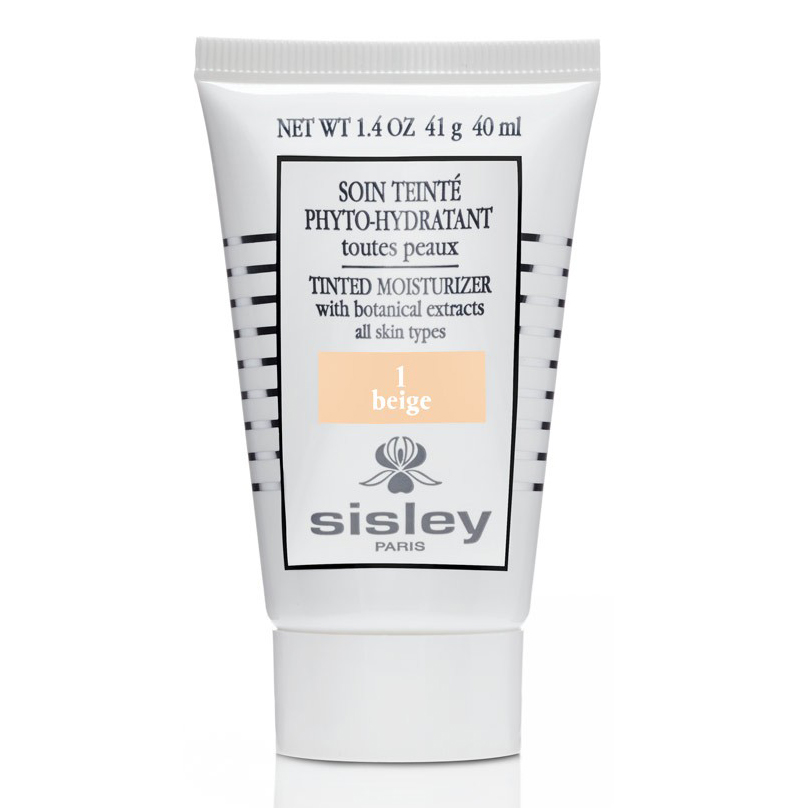 NET WT 1.4 OZ 41 g 40 ml
SOIN TEINTÉ
PHYTO-HYDRATANT
toutes peaux
TINTED MOISTURIZER
with botanical extracts
all skin types
1
beige
sisley
PARIS